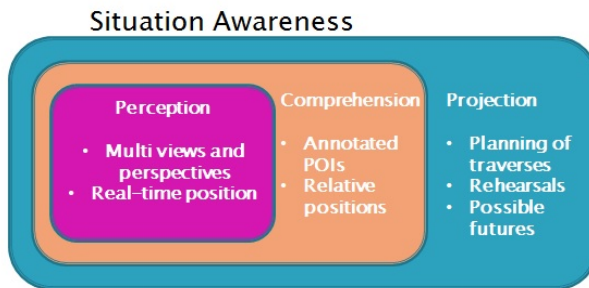 Situation Awareness
Perception
• Multi views and
perspectives
• Real-time position
Comprehension
• Annotated
POIs
• Relative
positions
Projection
• Planning of
traverses
• Rehearsals
• Possible
futures